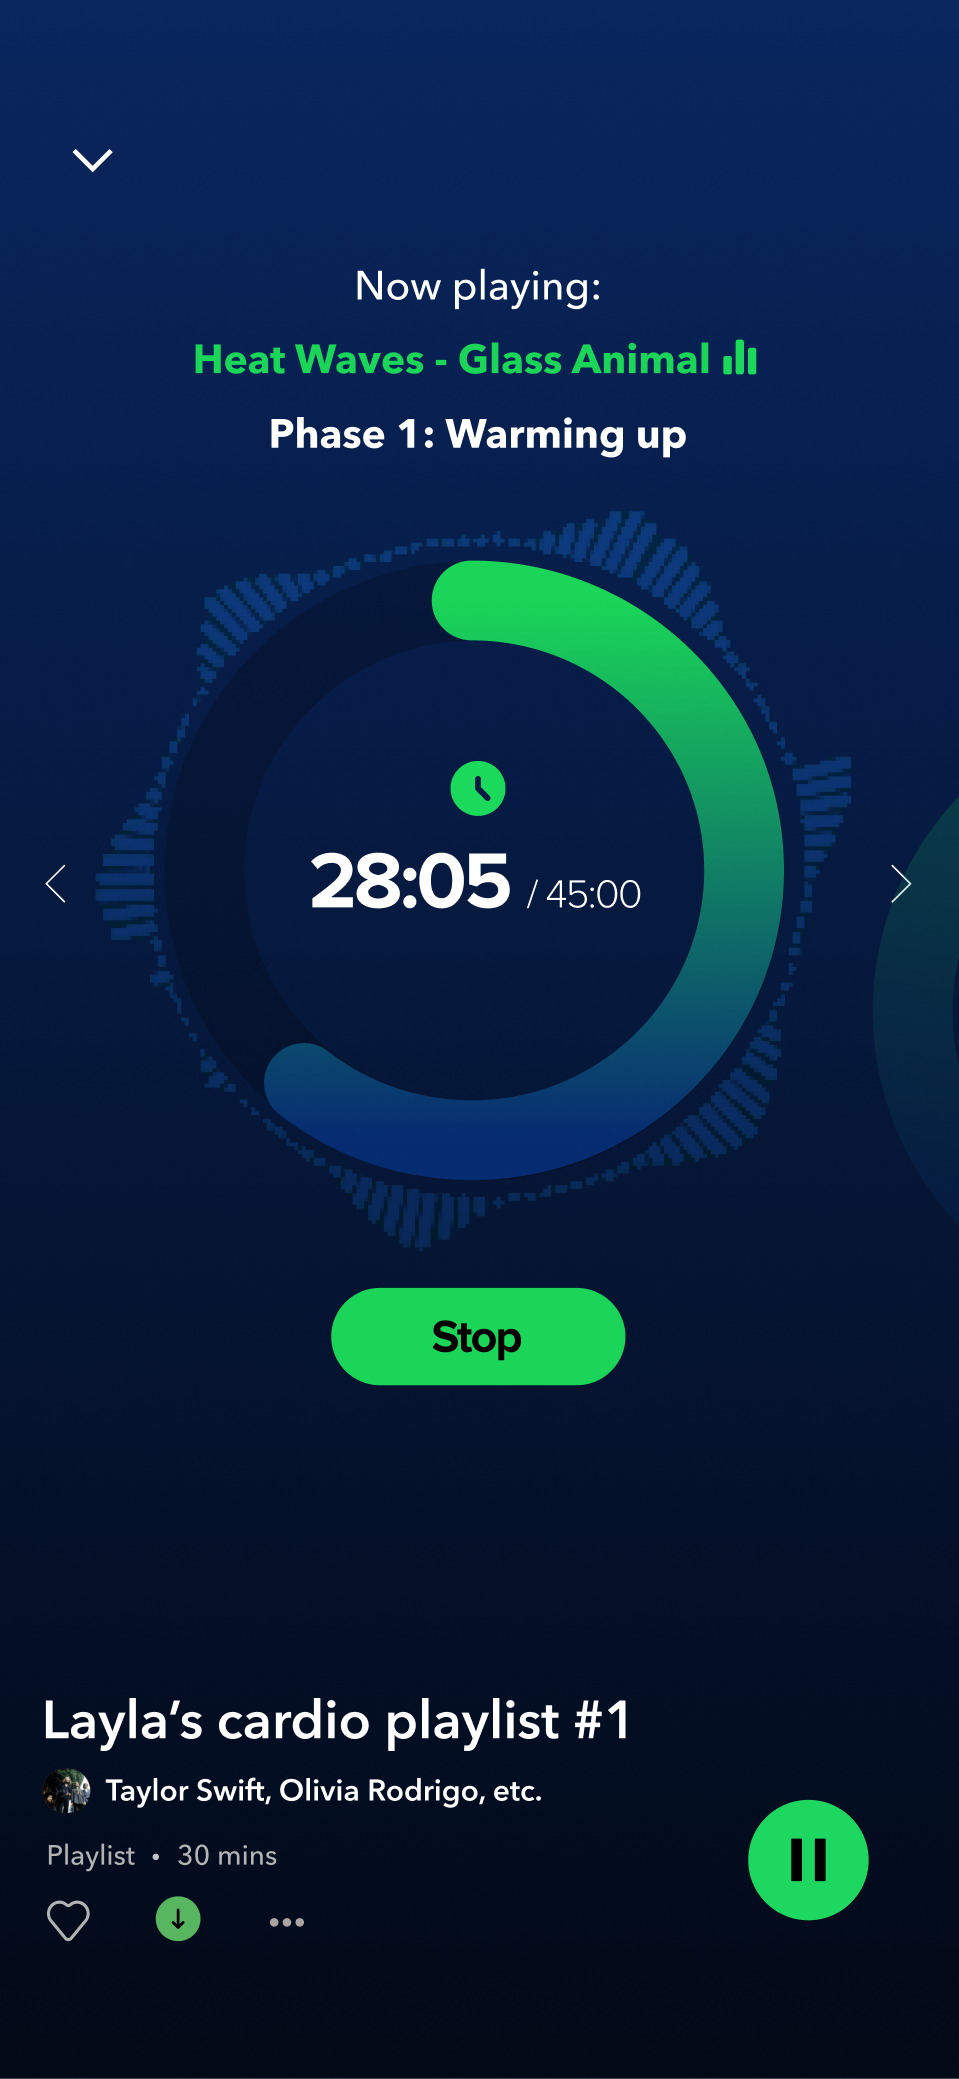 Now playing:
Heat Waves - Glass Animal
Phase 1: Warming up
28:05 / 45:00
Stop
Layla’s cardio playlist #1
Taylor Swift, Olivia Rodrigo, etc.
Playlist • 30 mins